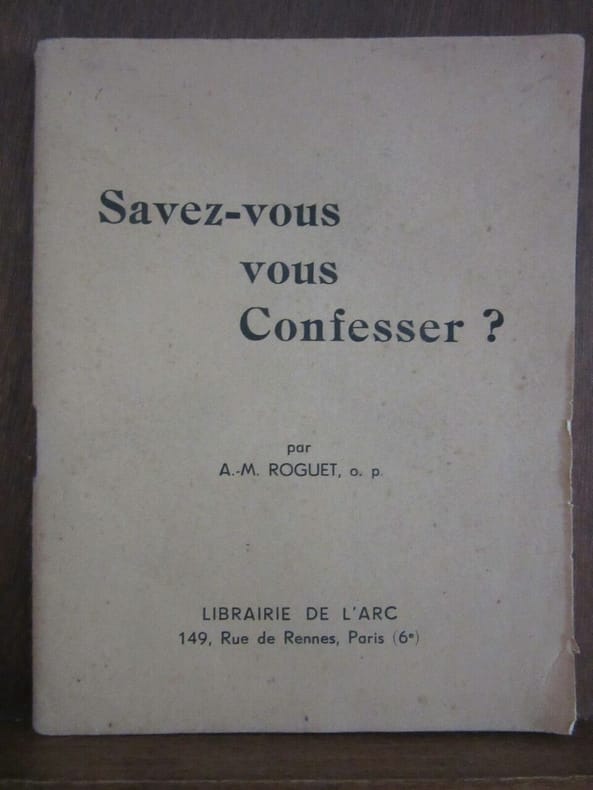 Savez-vous
vous
Confesser ?
par
A.-M. ROGUET, o. p.
LIBRAIRIE DE L'ARC
149, Rue de Rennes, Paris (6e)